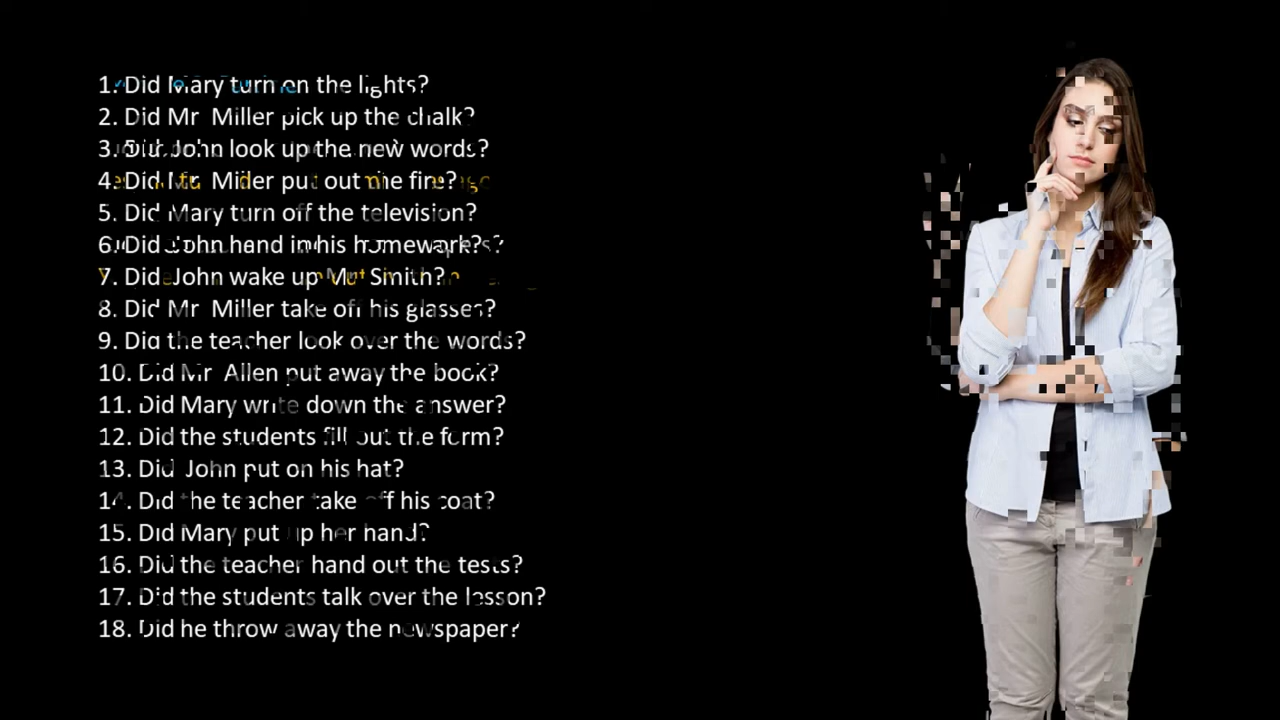 1. Did Mary turn on the lights?
2. Did Mr Miller pick up the chalk?
3. Did John look up the new words?
4. Did Mr. Miller put out the fire?
5. Did Mary turn off the television?
6. Did John hand in his homework?
7. Did John wake up Mr Smith?
8. Did Mr Miller take off his glasses?
9. Did the teacher look over the words?
10. Did Mr Allen put away the book?
11. Did Mary write down the answer?
12. Did the students fill out the form?
13. Did John put on his hat?
14. Did the teacher take off his coat?
15. Did Mary put up her hand?
16. Did the teacher hand out the tests?
17. Did the students talk over the lesson?
18. Did he throw away the newspaper?